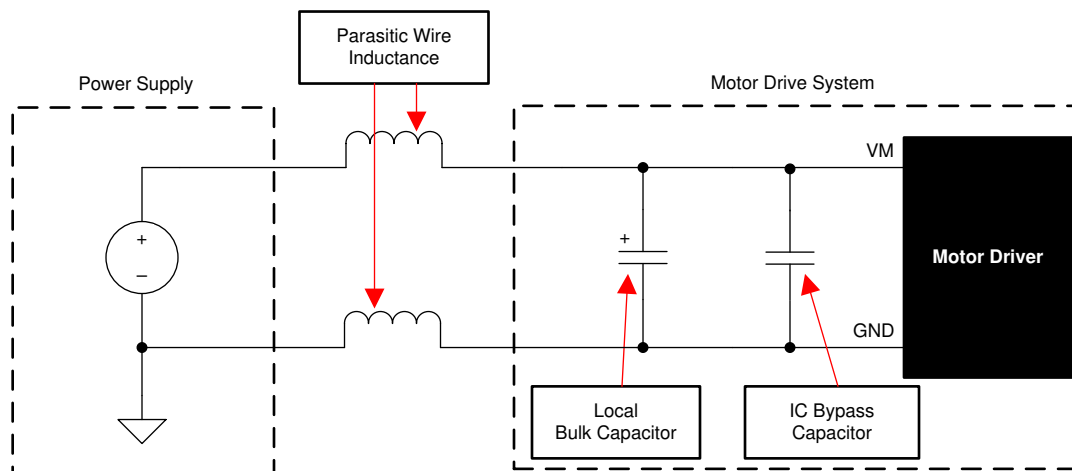 Parasitic Wire
Inductance
Power Supply
Motor Drive System
VM
+
–
+
Motor Driver
GND
Local
Bulk Capacitor
IC Bypass
Capacitor